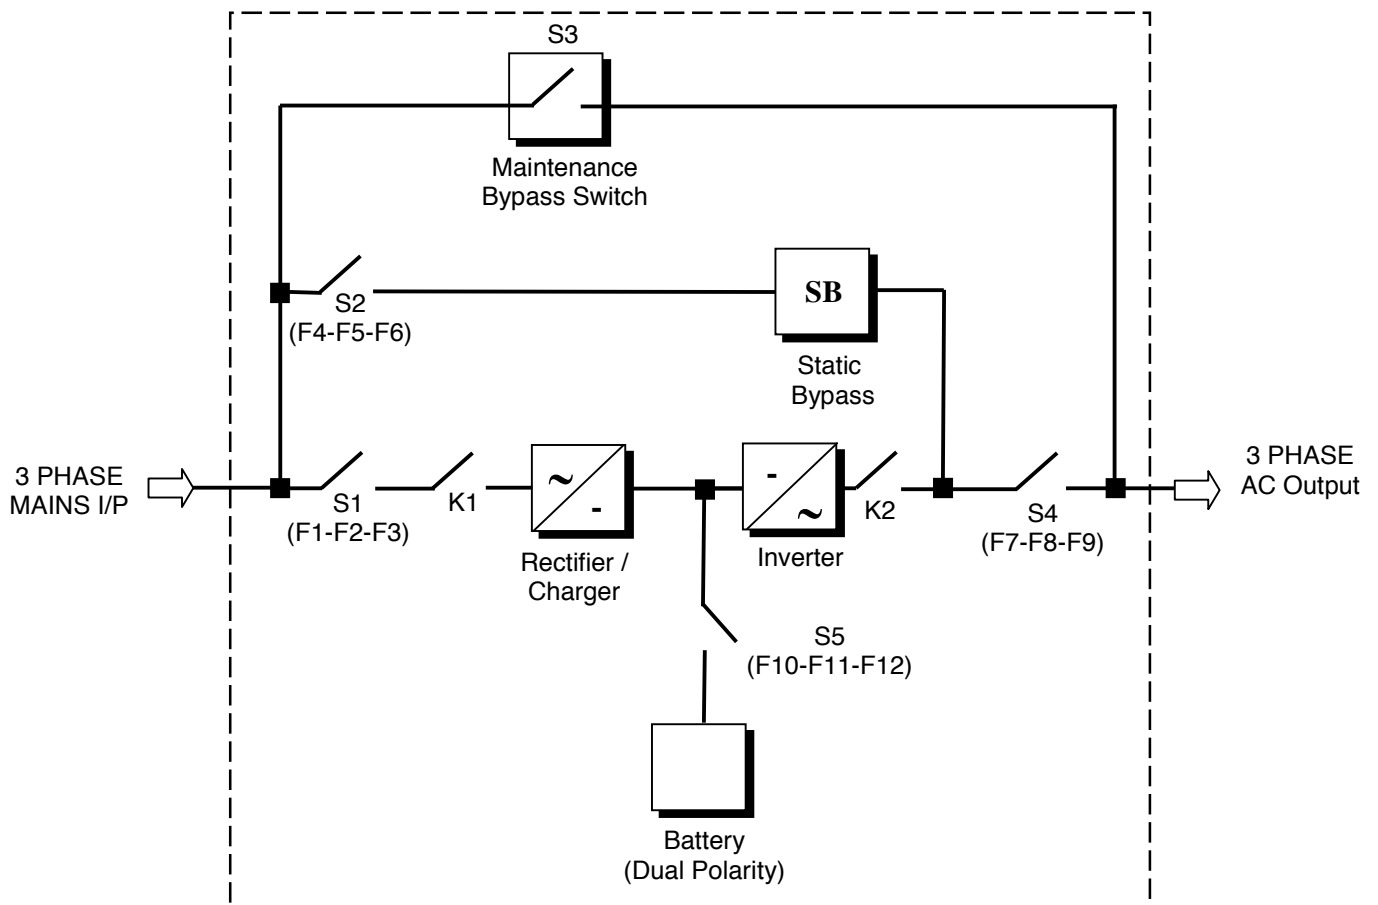 S3
Maintenance
Bypass Switch
S2
(F4-F5-F6)
SB
Static
Bypass
3 PHASE
MAINS I/P
S1
(F1-F2-F3)
K1
~
-
Rectifier /
Charger
-
~
Inverter
K2
S4
(F7-F8-F9)
3 PHASE
AC Output
S5
(F10-F11-F12)
Battery
(Dual Polarity)